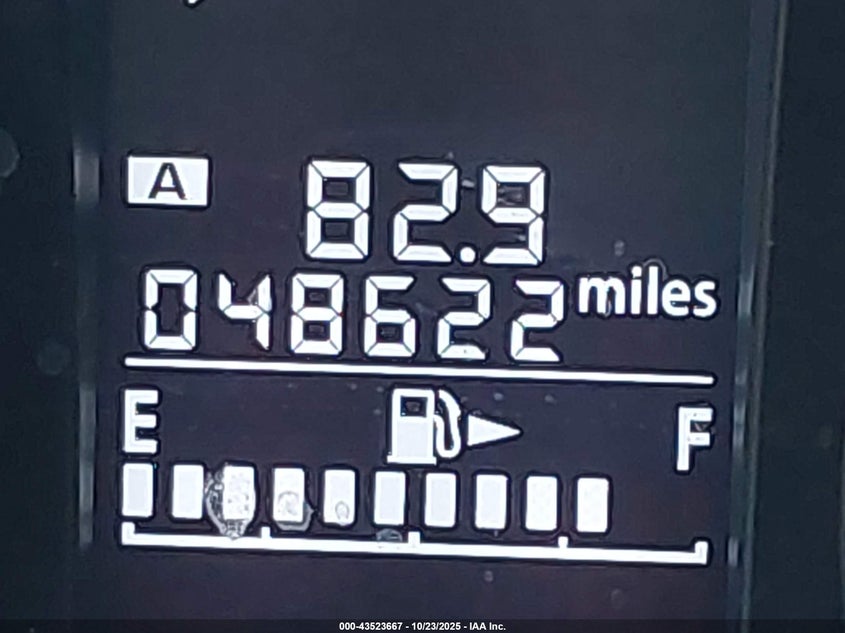 A 82.9
048622 miles
E F
000-43523667 - 10/23/2025 - IAA Inc.